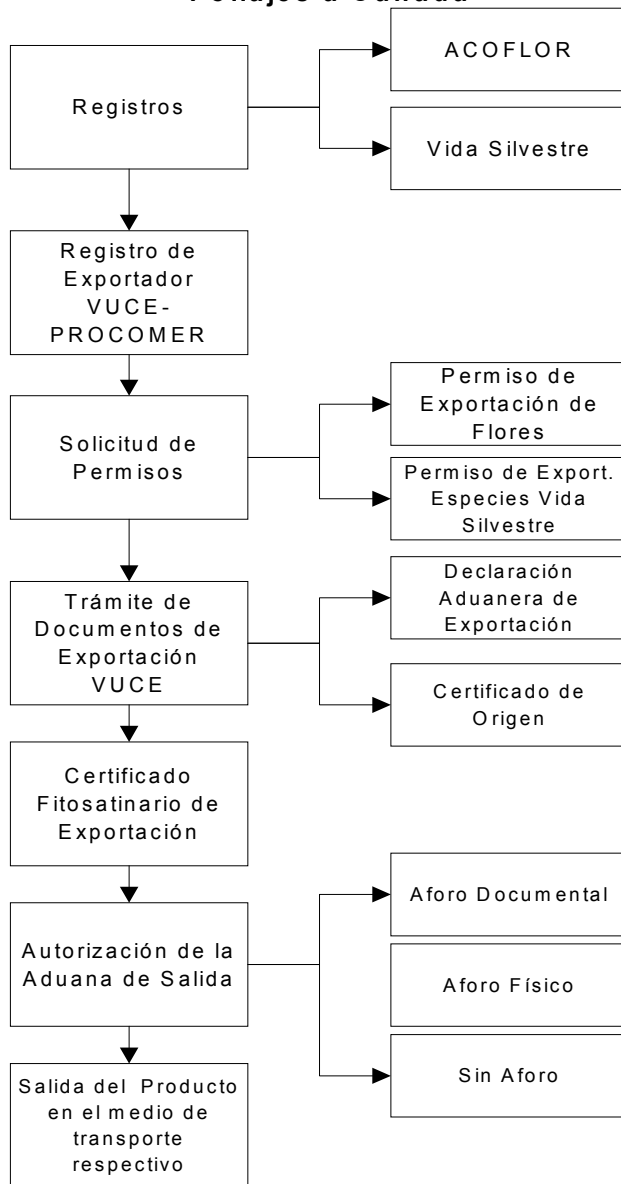 Follajes a Canadá
Registros
ACOFLOR
Vida Silvestre
Registro de
Exportador
VUCE-
PROCOMER
Solicitud de
Permisos
Permiso de
Exportación de
Flores
Permiso de Export.
Especies Vida
Silvestre
Trámite de
Documentos de
Exportación
VUCE
Declaración
Aduanera de
Exportación
Certificado de
Origen
Certificado
Fitosatinario de
Exportación
Autorización de la
Aduana de Salida
Aforo Documental
Aforo Físico
Sin Aforo
Salida del Producto
en el medio de
transporte
respectivo